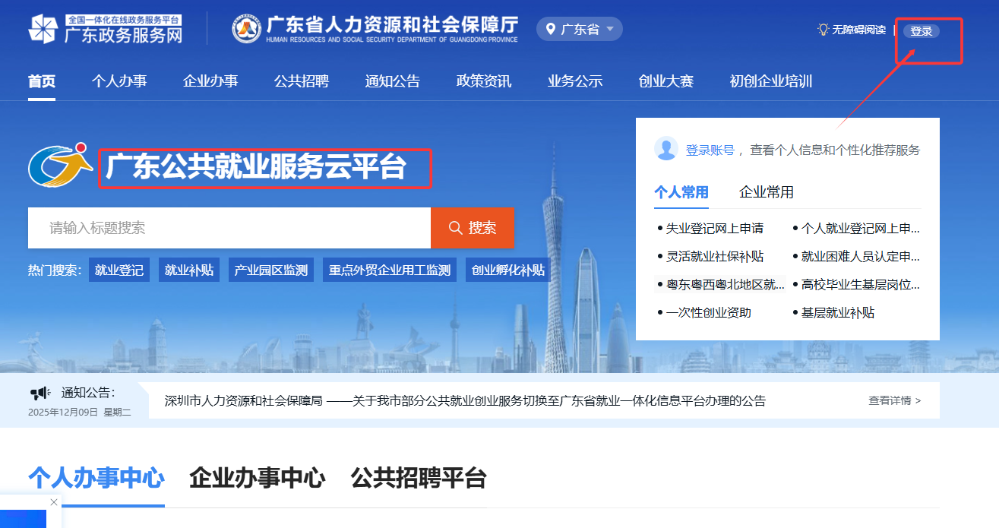 全国一体化在线政务服务平台
广东政务服务网
广东省人力资源和社会保障厅
HUMAN RESOURCES AND SOCIAL SECURITY DEPARTMENT OF GUANGDONG PROVINCE
广东省
无障碍阅读 | 登录
首页 个人办事 企业办事 公共招聘 通知公告 政策资讯 业务公示 创业大赛 初创企业培训
广东公共就业服务云平台
请输入标题搜索 搜索
热门搜索： 就业登记 就业补贴 产业园区监测 重点外贸企业用工监测 创业孵化补贴
登录账号 ，查看个人信息和个性化推荐服务
个人常用 企业常用
• 失业登记网上申请 • 个人就业登记网上申...
• 灵活就业社保补贴 • 就业困难人员认定申...
• 粤东粤西粤北地区就... • 高校毕业生基层岗位...
• 一次性创业资助 • 基层就业补贴
通知公告：
2025年12月09日 星期二
深圳市人力资源和社会保障局 ——关于我市部分公共就业创业服务切换至广东省就业一体化信息平台办理的公告 查看详情 >
个人办事中心 企业办事中心 公共招聘平台